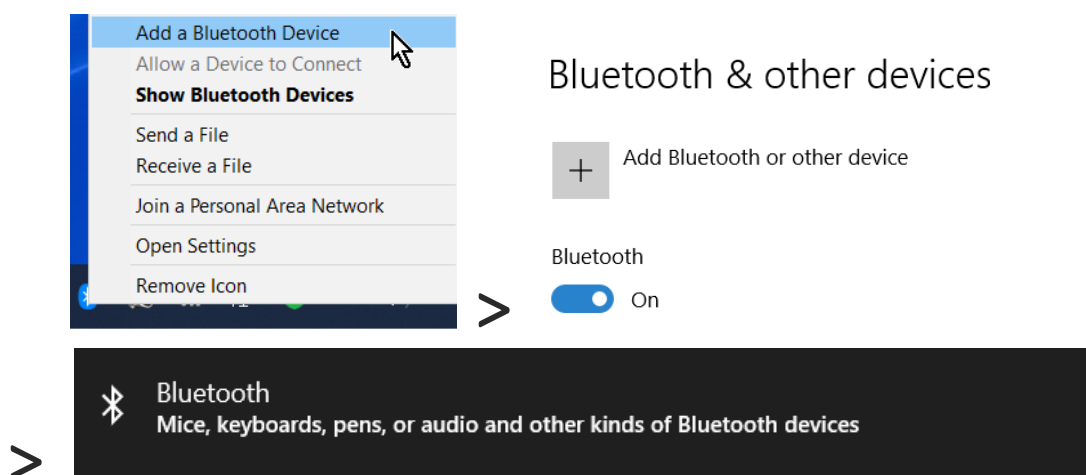 Add a Bluetooth Device
Allow a Device to Connect
Show Bluetooth Devices
Send a File
Receive a File
Join a Personal Area Network
Open Settings
Remove Icon
>
Bluetooth & other devices
+ Add Bluetooth or other device
Bluetooth
On
>
Bluetooth
Mice, keyboards, pens, or audio and other kinds of Bluetooth devices